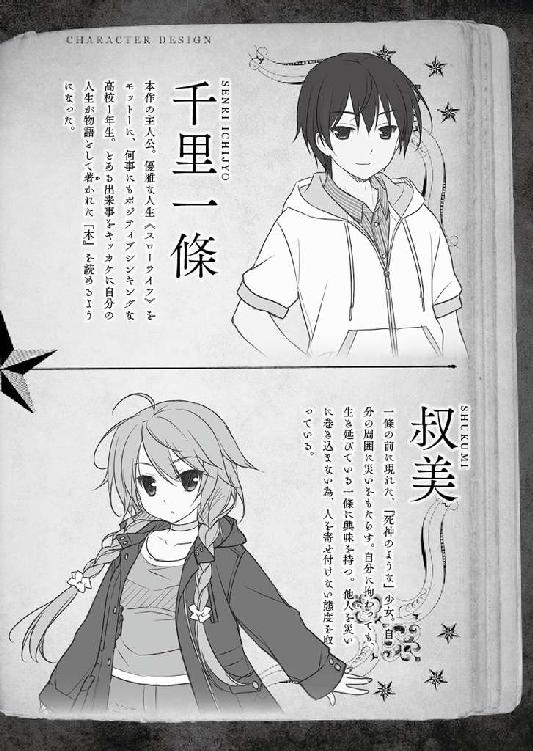 CHARACTER DESIGN
千里一條
SENRI ICHIJYO
本作の主人公。優雅な人生《スローライフ》を
モットーに、何事にもポジティブシンキングな
高校1年生。とある出来事をキッカケに自分の
人生が物語として書かれた『本』を読めるよう
になった。
叔美
SHUKUMI
一條の前に現れた、「死神のような」少女。自
分の周囲に災いをもたらす。自分に拘わっても
生き延びている一條に興味を持つ。他人を災い
に巻き込まない為、人を寄せ付けない態度を取
っている。